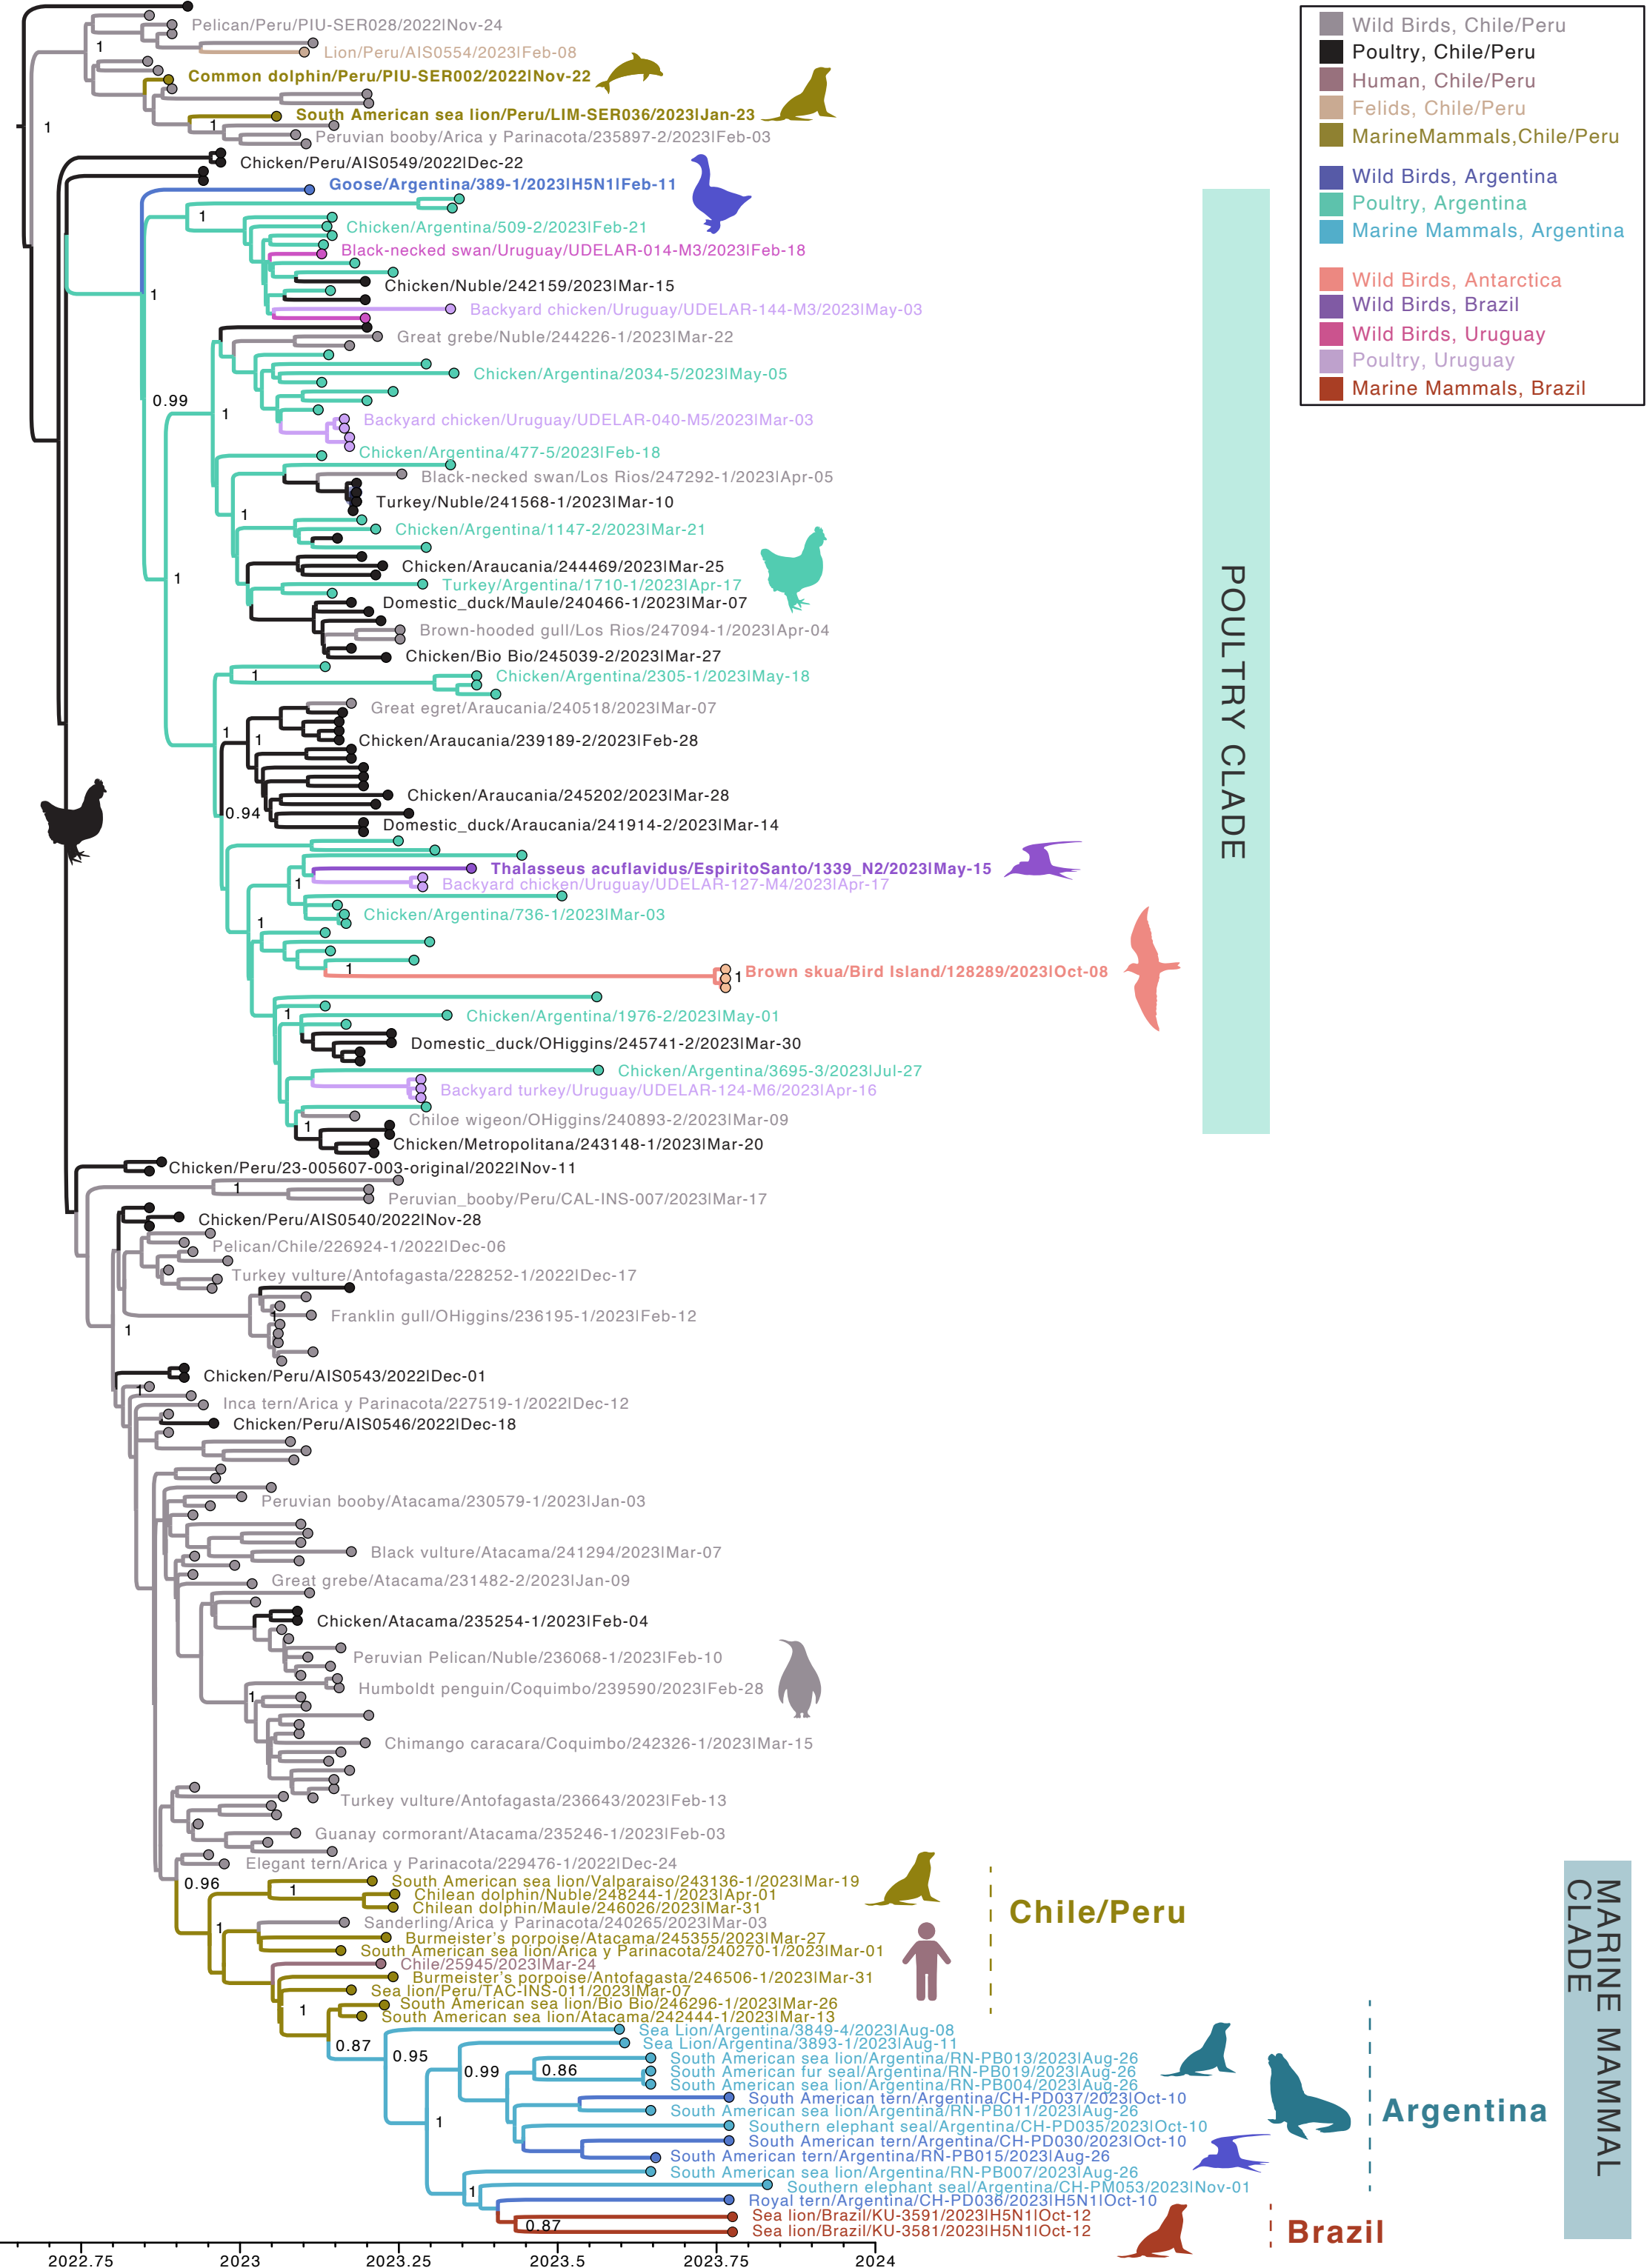 Wild Birds, Chile/Peru
Poultry, Chile/Peru
Human, Chile/Peru
Felids, Chile/Peru
MarineMammals,Chile/Peru
Wild Birds, Argentina
Poultry, Argentina
Marine Mammals, Argentina
Wild Birds, Antarctica
Wild Birds, Brazil
Wild Birds, Uruguay
Poultry, Uruguay
Marine Mammals, Brazil
Pelican/Peru/PIU-SER028/2022|Nov-24
1
Lion/Peru/AIS0554/2023|Feb-08
Common dolphin/Peru/PIU-SER002/2022|Nov-22
South American sea lion/Peru/LIM-SER036/2023|Jan-23
1
1
Peruvian booby/Arica y Parinacota/235897-2/2023|Feb-03
Chicken/Peru/AIS0549/2022|Dec-22
Goose/Argentina/389-1/2023|H5N1|Feb-11
1
Chicken/Argentina/509-2/2023|Feb-21
Black-necked swan/Uruguay/UDELAR-014-M3/2023|Feb-18
Chicken/Nuble/242159/2023|Mar-15
1
Backyard chicken/Uruguay/UDELAR-144-M3/2023|May-03
Great grebe/Nuble/244226-1/2023|Mar-22
Chicken/Argentina/2034-5/2023|May-05
0.99
1
Backyard chicken/Uruguay/UDELAR-040-M5/2023|Mar-03
Chicken/Argentina/477-5/2023|Feb-18
Black-necked swan/Los Rios/247292-1/2023|Apr-05
Turkey/Nuble/241568-1/2023|Mar-10
1
Chicken/Argentina/1147-2/2023|Mar-21
Chicken/Araucania/244469/2023|Mar-25
1
Turkey/Argentina/1710-1/2023|Apr-17
Domestic_duck/Maule/240466-1/2023|Mar-07
Brown-hooded gull/Los Rios/247094-1/2023|Apr-04
Chicken/Bio Bio/245039-2/2023|Mar-27
1
Chicken/Argentina/2305-1/2023|May-18
Great egret/Araucania/240518/2023|Mar-07
1
1
Chicken/Araucania/239189-2/2023|Feb-28
Chicken/Araucania/245202/2023|Mar-28
0.94
Domestic_duck/Araucania/241914-2/2023|Mar-14
Thalasseus acuflavidus/EspiritoSanto/1339_N2/2023|May-15
1
Backyard chicken/Uruguay/UDELAR-127-M4/2023|Apr-17
Chicken/Argentina/736-1/2023|Mar-03
1
1
1
Brown skua/Bird Island/128289/2023|Oct-08
1
Chicken/Argentina/1976-2/2023|May-01
Domestic_duck/OHiggins/245741-2/2023|Mar-30
Chicken/Argentina/3695-3/2023|Jul-27
Backyard turkey/Uruguay/UDELAR-124-M6/2023|Apr-16
Chiloe wigeon/OHiggins/240893-2/2023|Mar-09
1
Chicken/Metropolitana/243148-1/2023|Mar-20
POULTRY CLADE
Chicken/Peru/23-005607-003-original/2022|Nov-11
1
Peruvian_booby/Peru/CAL-INS-007/2023|Mar-17
Chicken/Peru/AIS0540/2022|Nov-28
Pelican/Chile/226924-1/2022|Dec-06
Turkey vulture/Antofagasta/228252-1/2022|Dec-17
1
Franklin gull/OHiggins/236195-1/2023|Feb-12
1
Chicken/Peru/AIS0543/2022|Dec-01
1
Inca tern/Arica y Parinacota/227519-1/2022|Dec-12
Chicken/Peru/AIS0546/2022|Dec-18
Peruvian booby/Atacama/230579-1/2023|Jan-03
Black vulture/Atacama/241294/2023|Mar-07
Great grebe/Atacama/231482-2/2023|Jan-09
Chicken/Atacama/235254-1/2023|Feb-04
Peruvian Pelican/Nuble/236068-1/2023|Feb-10
Humboldt penguin/Coquimbo/239590/2023|Feb-28
1
Chimango caracara/Coquimbo/242326-1/2023|Mar-15
Turkey vulture/Antofagasta/236643/2023|Feb-13
Guanay cormorant/Atacama/235246-1/2023|Feb-03
Elegant tern/Arica y Parinacota/229476-1/2022|Dec-24
0.96
South American sea lion/Valparaiso/243136-1/2023|Mar-19
1
Chilean dolphin/Nuble/248244-1/2023|Apr-01
Chilean dolphin/Maule/246026/2023|Mar-31
Sanderling/Arica y Parinacota/240265/2023|Mar-03
1
Burmeister's porpoise/Atacama/245355/2023|Mar-27
South American sea lion/Arica y Parinacota/240270-1/2023|Mar-01
Chile/25945/2023|Mar-24
Burmeister's porpoise/Antofagasta/246506-1/2023|Mar-31
Sea lion/Peru/TAC-INS-011/2023|Mar-07
1
South American sea lion/Bio Bio/246296-1/2023|Mar-26
South American sea lion/Atacama/242444-1/2023|Mar-13
Chile/Peru
Sea Lion/Argentina/3849-4/2023|Aug-08
0.87
Sea Lion/Argentina/3893-1/2023|Aug-11
0.95
South American sea lion/Argentina/RN-PB013/2023|Aug-26
0.99
0.86
South American fur seal/Argentina/RN-PB019/2023|Aug-26
South American sea lion/Argentina/RN-PB004/2023|Aug-26
South American tern/Argentina/CH-PD037/2023|Oct-10
South American sea lion/Argentina/RN-PB011/2023|Aug-26
1
Southern elephant seal/Argentina/CH-PD035/2023|Oct-10
South American tern/Argentina/CH-PD030/2023|Oct-10
South American tern/Argentina/RN-PB015/2023|Aug-26
South American sea lion/Argentina/RN-PB007/2023|Aug-26
1
Southern elephant seal/Argentina/CH-PM053/2023|Nov-01
Royal tern/Argentina/CH-PD036/2023|H5N1|Oct-10
Argentina
Sea lion/Brazil/KU-3591/2023|H5N1|Oct-12
0.87
Sea lion/Brazil/KU-3581/2023|H5N1|Oct-12
Brazil
MARINE MAMMAL
CLADE
2022.75
2023
2023.25
2023.5
2023.75
2024